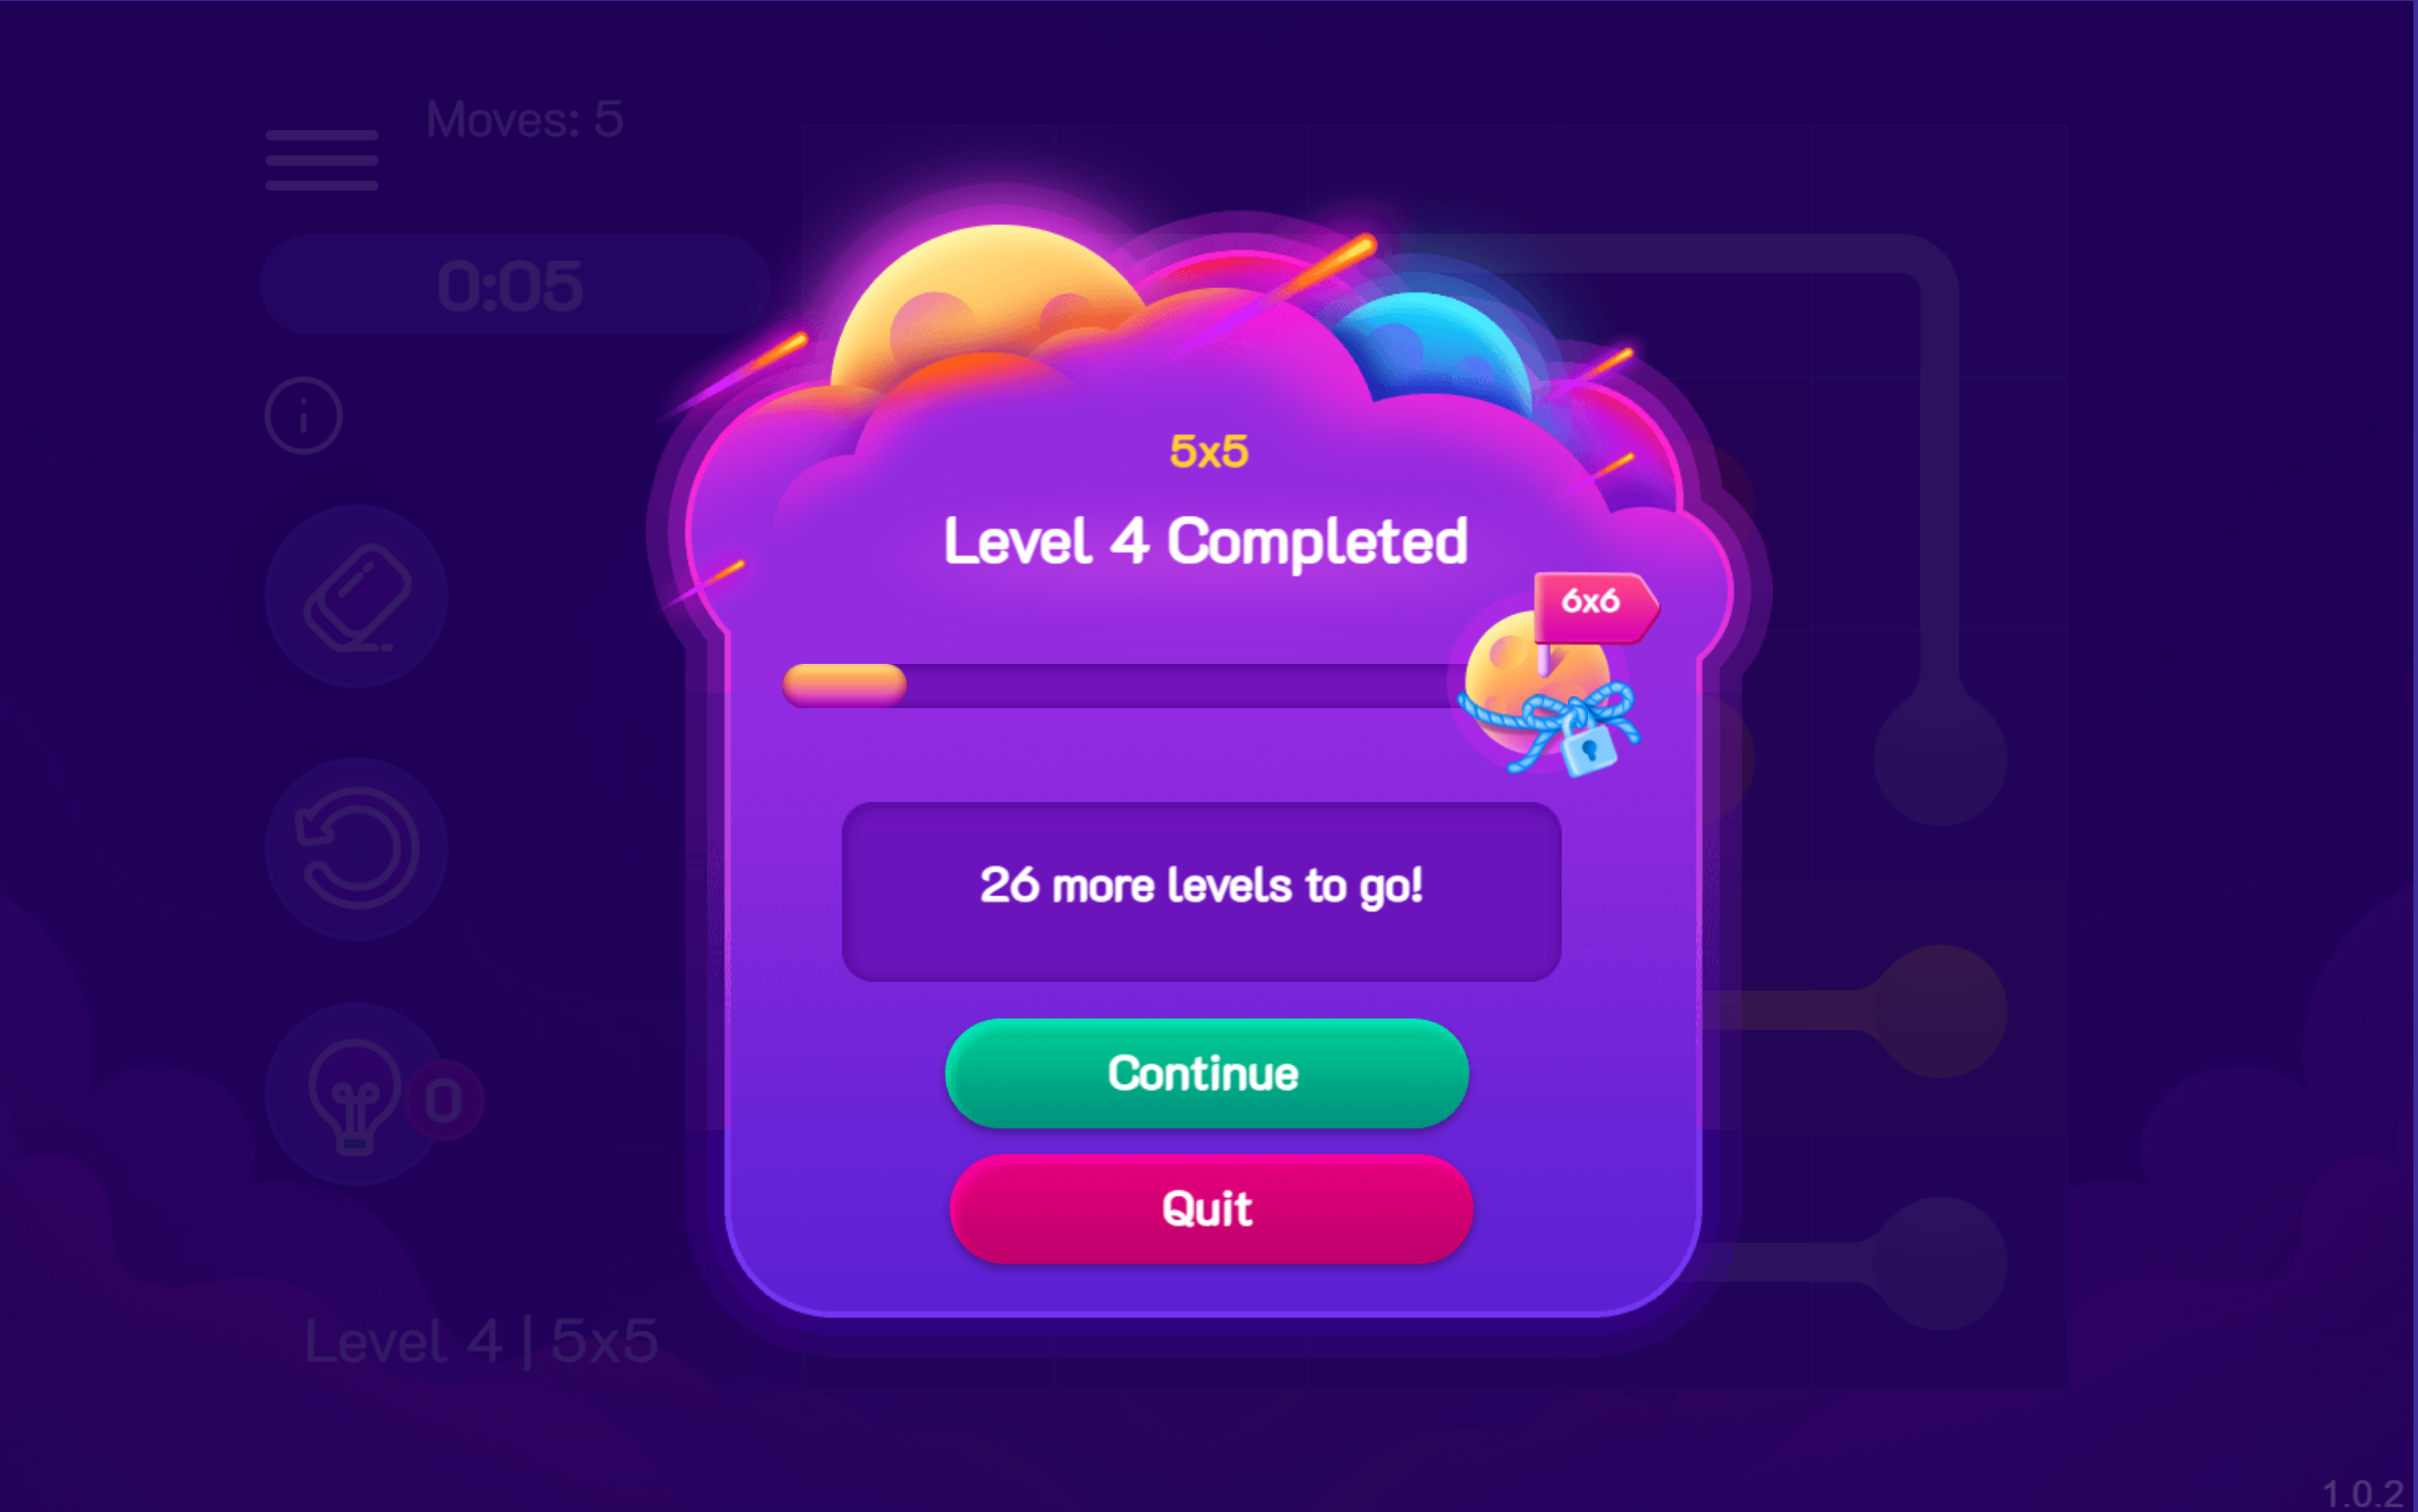 Moves: 5
0:05
5x5
Level 4 Completed
6x6
26 more levels to go!
Continue
0
Quit
Level 4 | 5x5
1.0.2